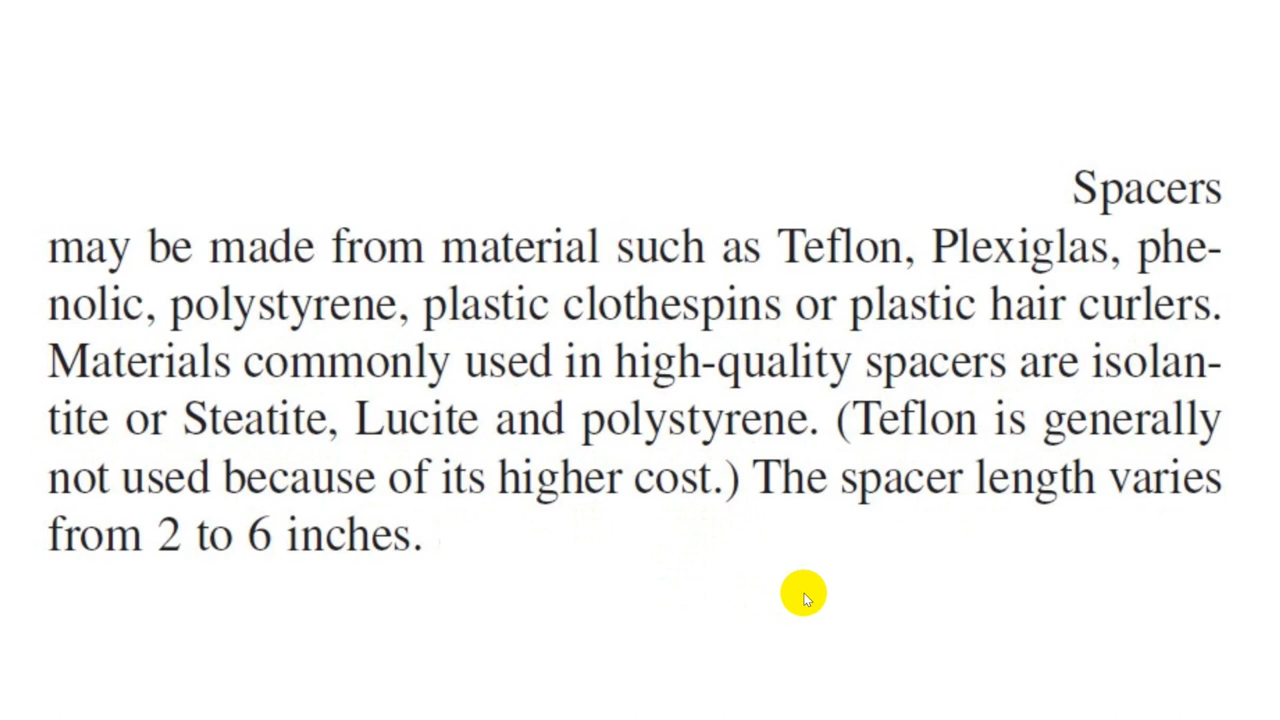 Spacers
may be made from material such as Teflon, Plexiglas, phe-
nolic, polystyrene, plastic clothespins or plastic hair curlers.
Materials commonly used in high-quality spacers are isolan-
tite or Steatite, Lucite and polystyrene. (Teflon is generally
not used because of its higher cost.) The spacer length varies
from 2 to 6 inches.